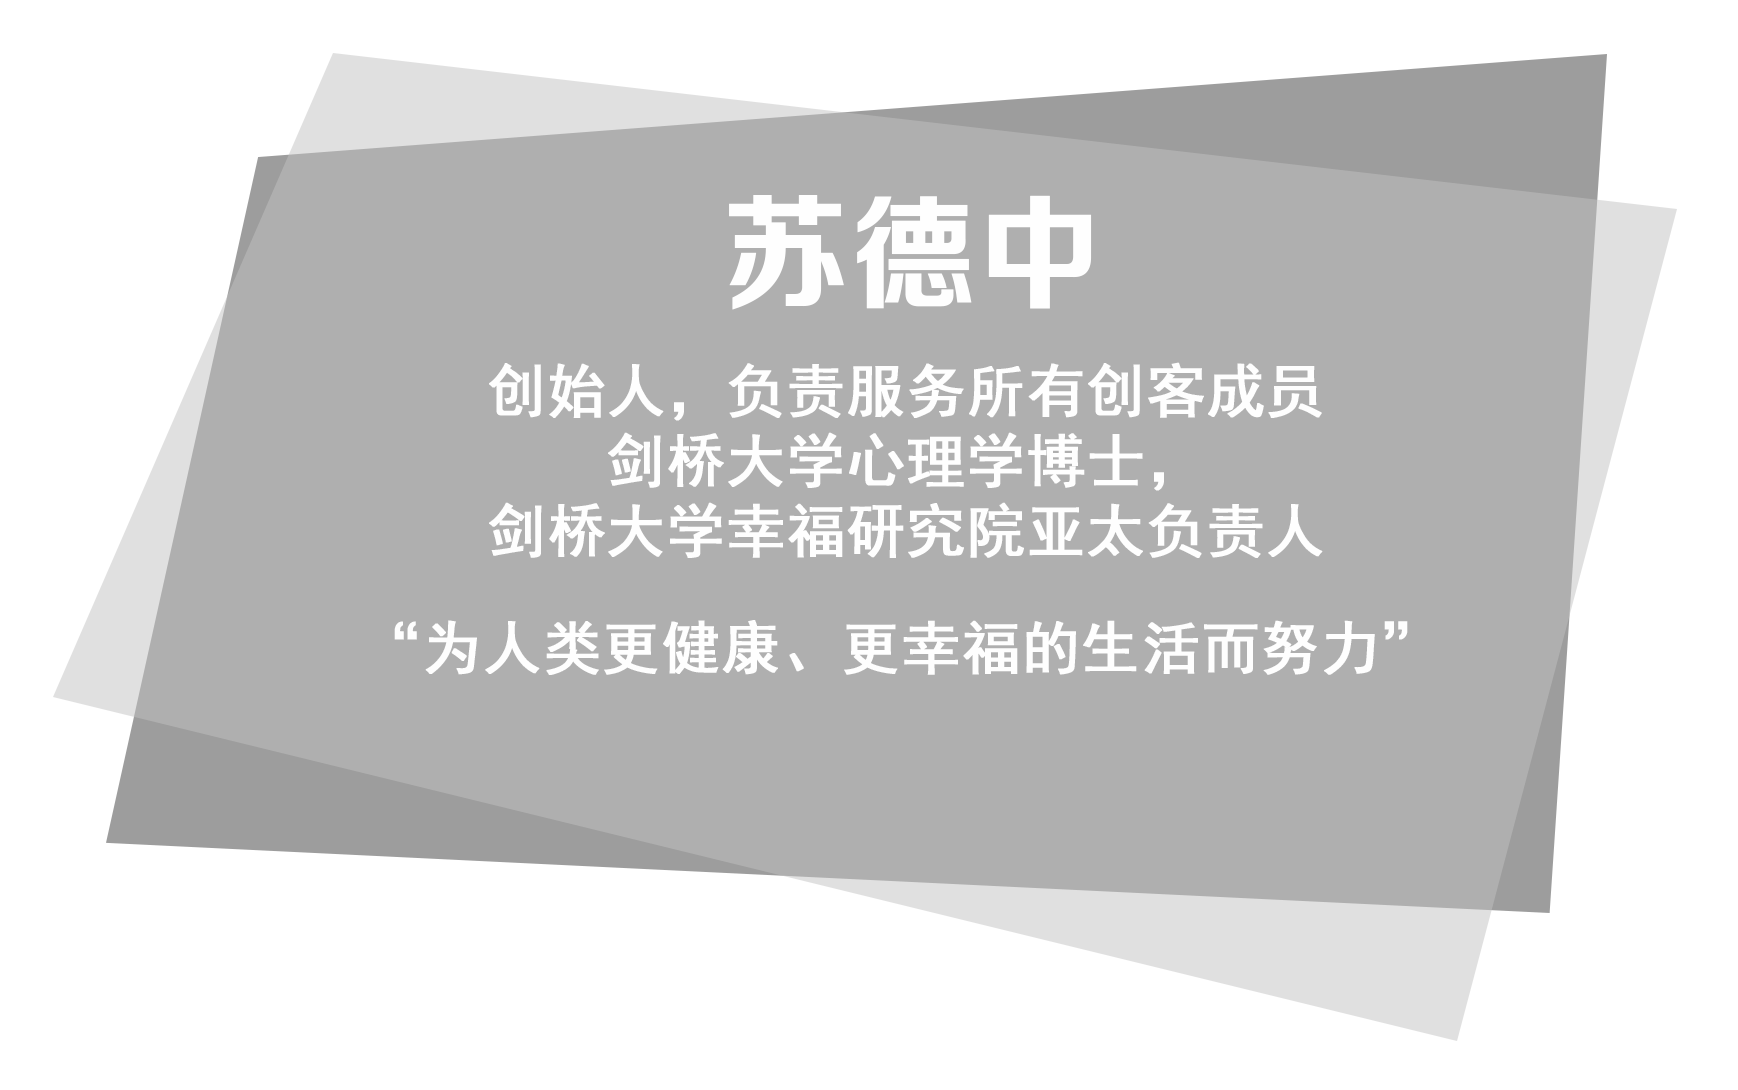 苏德中
创始人，负责服务所有创客成员
剑桥大学心理学博士，
剑桥大学幸福研究院亚太负责人
“为人类更健康、更幸福的生活而努力”